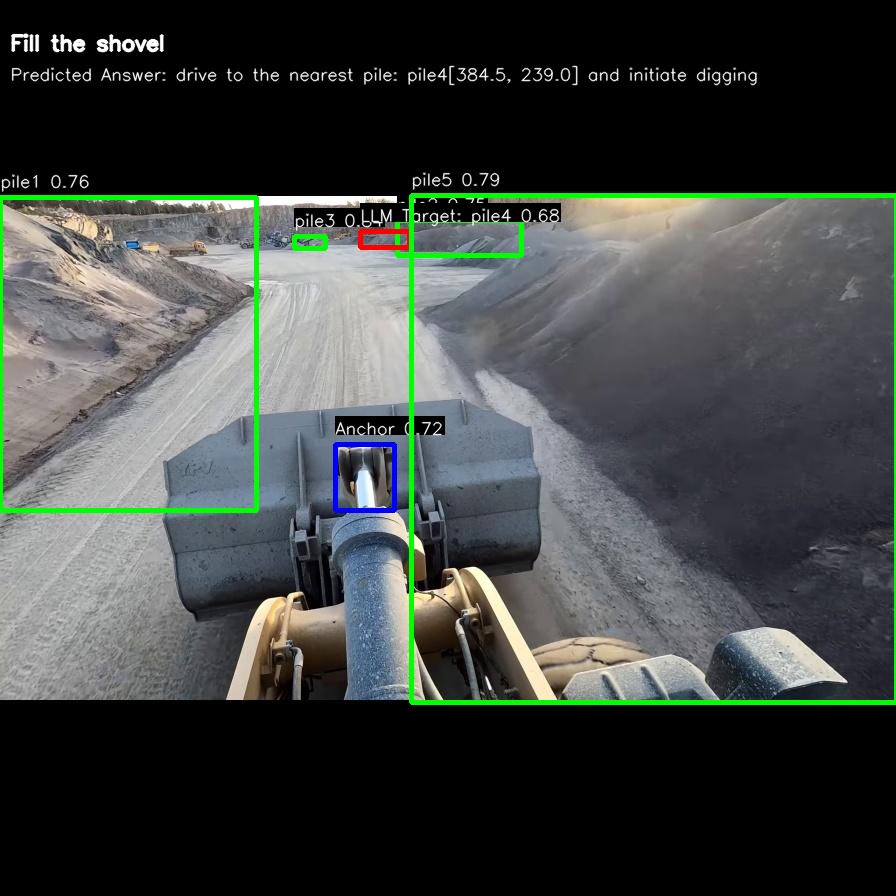 Fill the shovel
Predicted Answer: drive to the nearest pile: pile4[384.5, 239.0] and initiate digging
pile5 0.79
pile1 0.76
LLM Target: pile4 0.68
pile3
Anchor 0.72